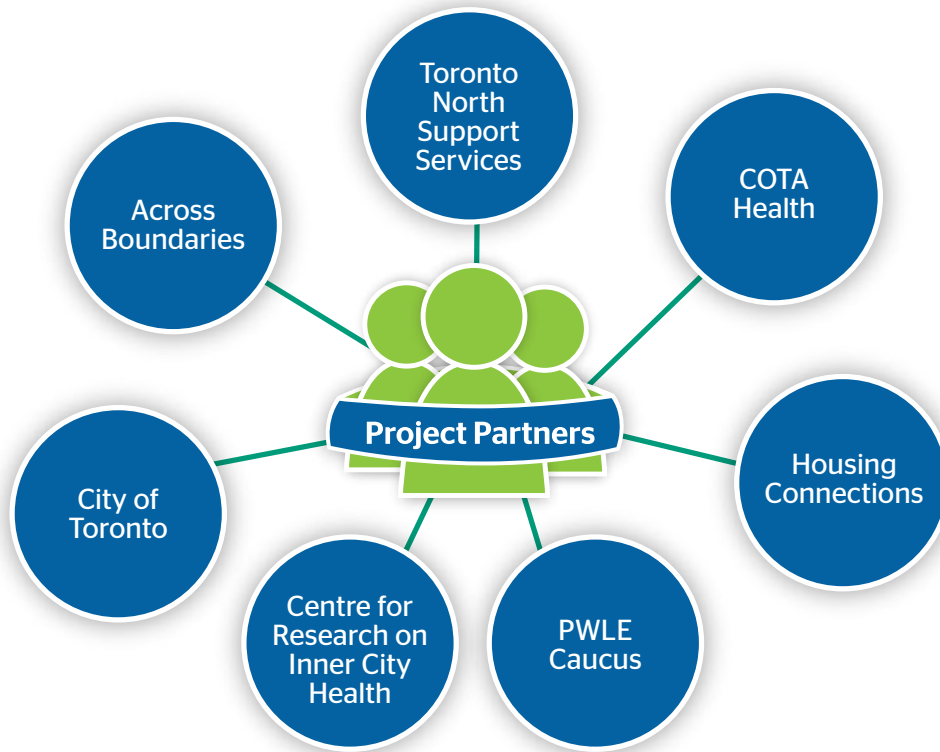 Toronto
North
Support
Services
COTA
Health
Across
Boundaries
Project Partners
Housing
Connections
City of
Toronto
Centre for
Research on
Inner City
Health
PWLE
Caucus